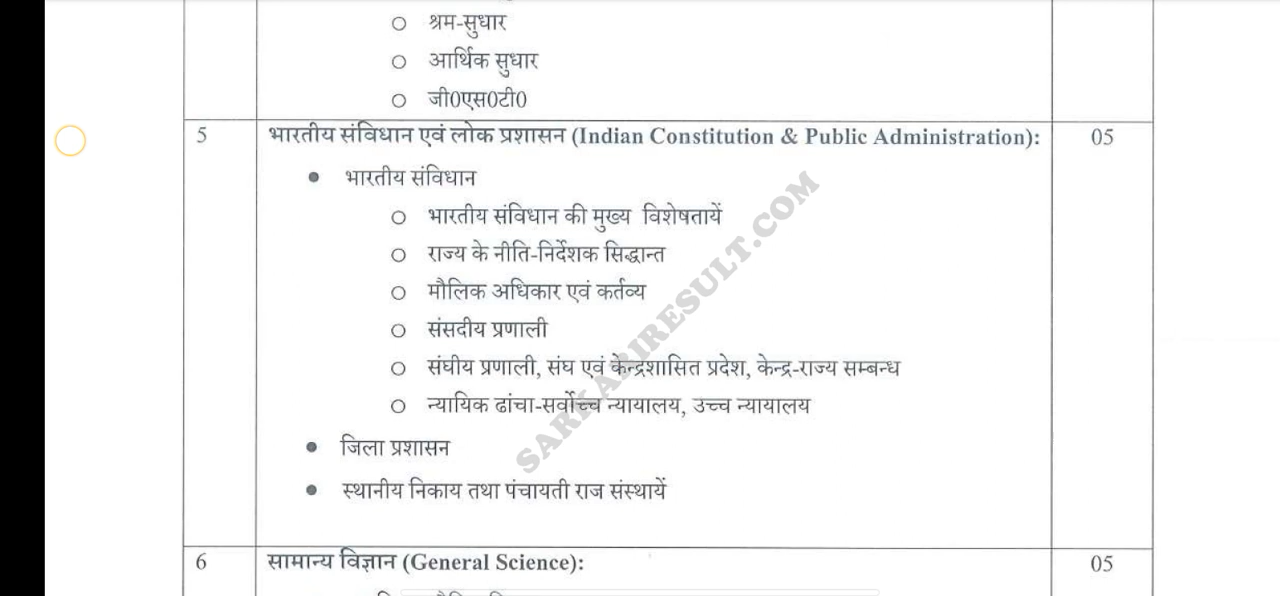 श्रम-सुधार
आर्थिक सुधार
जी0एस0टी0
5 भारतीय संविधान एवं लोक प्रशासन (Indian Constitution & Public Administration): 05
भारतीय संविधान
भारतीय संविधान की मुख्य विशेषतायें
राज्य के नीति-निर्देशक सिद्धान्त
मौलिक अधिकार एवं कर्तव्य
संसदीय प्रणाली
संघीय प्रणाली, संघ एवं केन्द्रशासित प्रदेश, केन्द्र-राज्य सम्बन्ध
न्यायिक ढांचा-सर्वोच्च न्यायालय, उच्च न्यायालय
जिला प्रशासन
स्थानीय निकाय तथा पंचायती राज संस्थायें
SARKARIRESULT.COM
6 सामान्य विज्ञान (General Science): 05